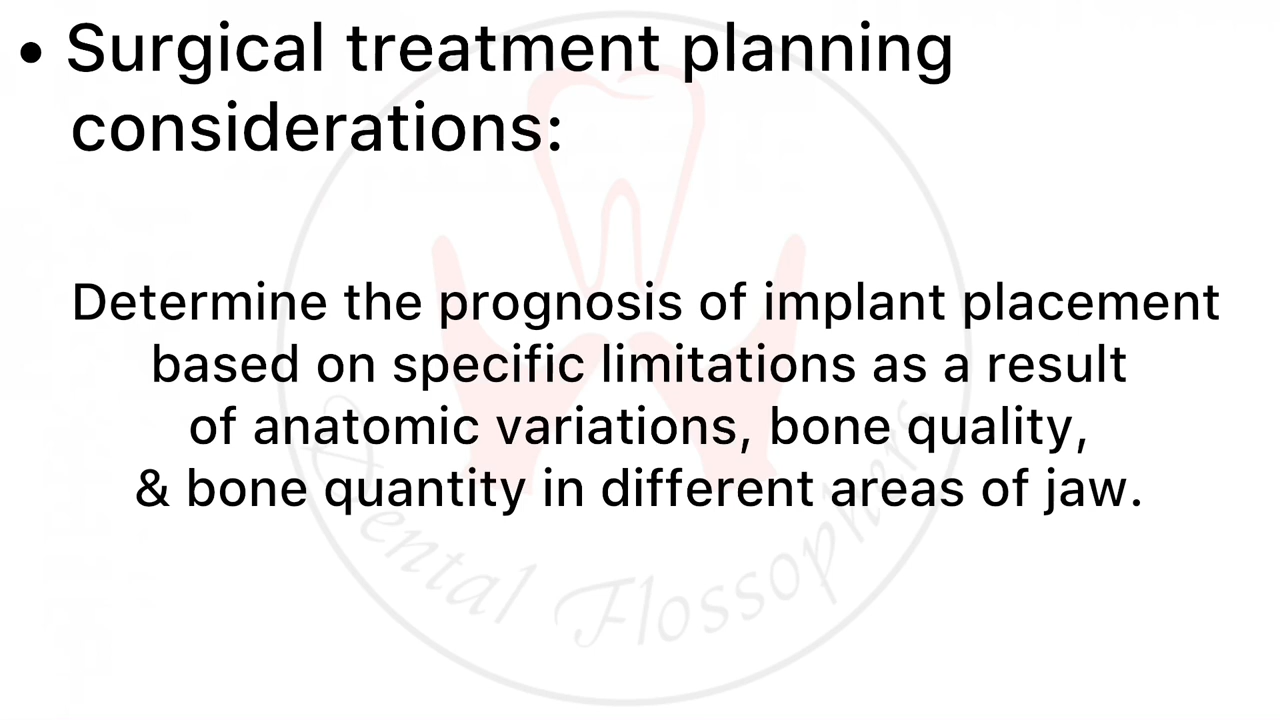 • Surgical treatment planning
considerations:
Determine the prognosis of implant placement
based on specific limitations as a result
of anatomic variations, bone quality,
& bone quantity in different areas of jaw.
Dental Flossophers